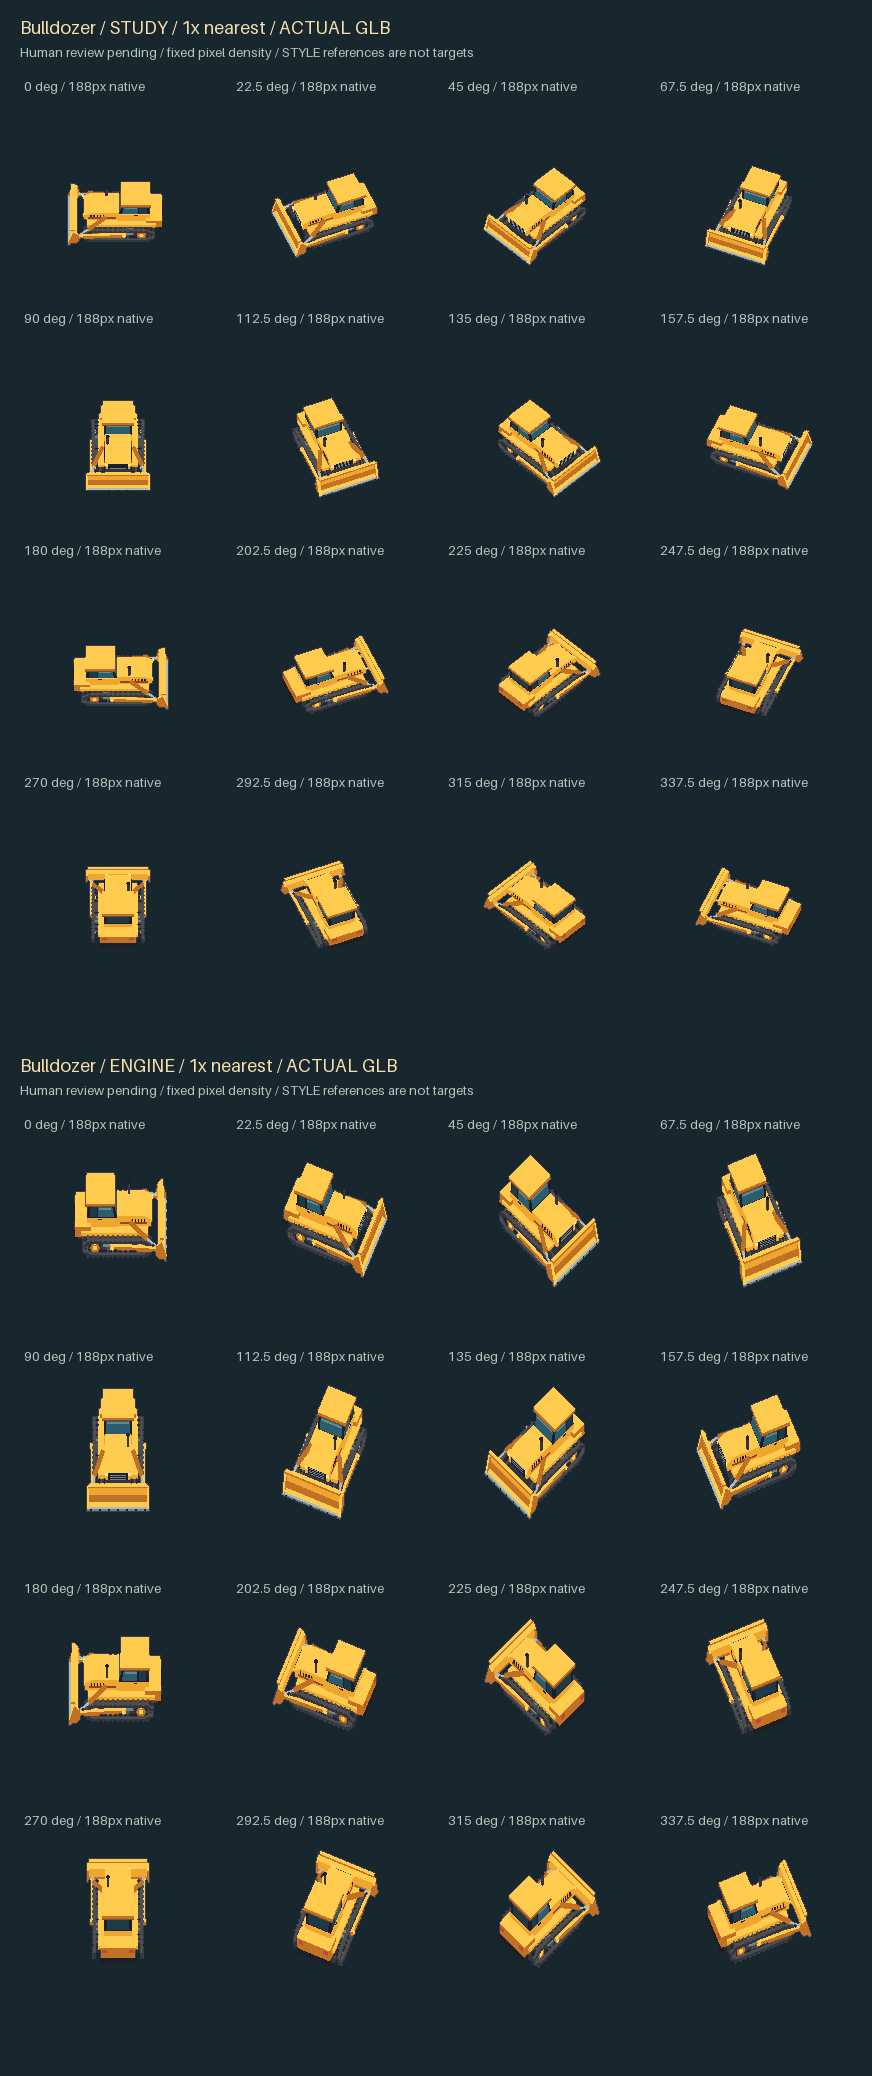 Bulldozer / STUDY / 1x nearest / ACTUAL GLB
Human review pending / fixed pixel density / STYLE references are not targets
0 deg / 188px native 22.5 deg / 188px native 45 deg / 188px native 67.5 deg / 188px native
90 deg / 188px native 112.5 deg / 188px native 135 deg / 188px native 157.5 deg / 188px native
180 deg / 188px native 202.5 deg / 188px native 225 deg / 188px native 247.5 deg / 188px native
270 deg / 188px native 292.5 deg / 188px native 315 deg / 188px native 337.5 deg / 188px native
Bulldozer / ENGINE / 1x nearest / ACTUAL GLB
Human review pending / fixed pixel density / STYLE references are not targets
0 deg / 188px native 22.5 deg / 188px native 45 deg / 188px native 67.5 deg / 188px native
90 deg / 188px native 112.5 deg / 188px native 135 deg / 188px native 157.5 deg / 188px native
180 deg / 188px native 202.5 deg / 188px native 225 deg / 188px native 247.5 deg / 188px native
270 deg / 188px native 292.5 deg / 188px native 315 deg / 188px native 337.5 deg / 188px native